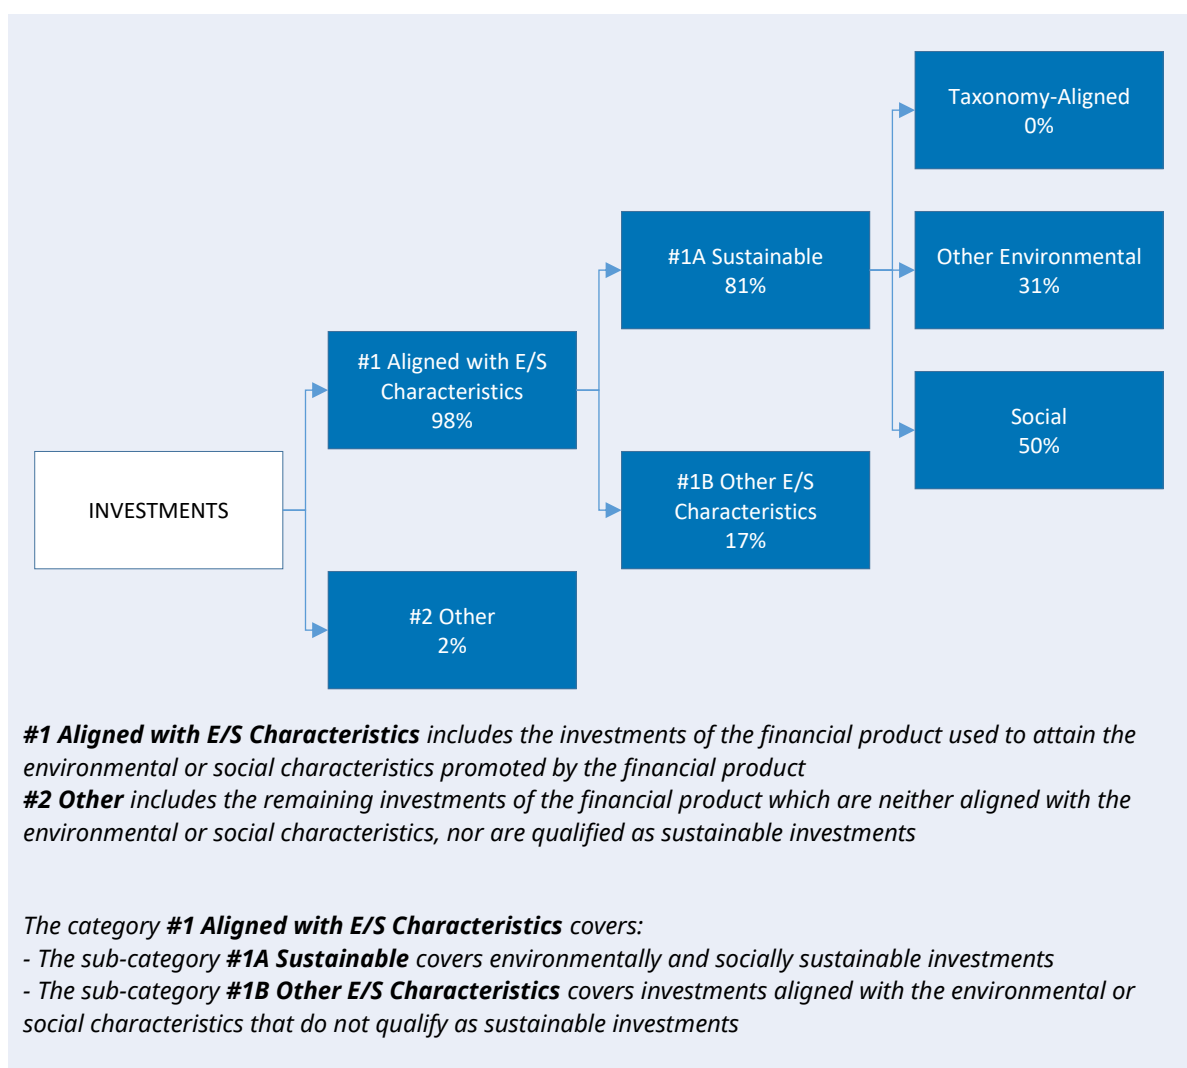 Taxonomy-Aligned
0%
#1A Sustainable
81%
Other Environmental
31%
#1 Aligned with E/S
Characteristics
98%
Social
50%
INVESTMENTS
#1B Other E/S
Characteristics
17%
#2 Other
2%
#1 Aligned with E/S Characteristics includes the investments of the financial product used to attain the
environmental or social characteristics promoted by the financial product
#2 Other includes the remaining investments of the financial product which are neither aligned with the
environmental or social characteristics, nor are qualified as sustainable investments
The category #1 Aligned with E/S Characteristics covers:
- The sub-category #1A Sustainable covers environmentally and socially sustainable investments
- The sub-category #1B Other E/S Characteristics covers investments aligned with the environmental or
social characteristics that do not qualify as sustainable investments